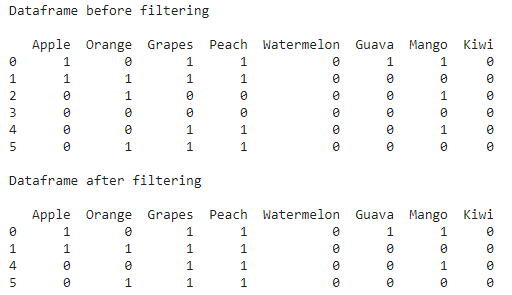 Dataframe before filtering
Apple Orange Grapes Peach Watermelon Guava Mango Kiwi
0 1 0 1 1 0 1 1 0
1 1 1 1 1 0 0 0 0
2 0 1 0 0 0 0 1 0
3 0 0 0 0 0 0 0 0
4 0 0 1 1 0 0 1 0
5 0 1 1 1 0 0 0 0
Dataframe after filtering
Apple Orange Grapes Peach Watermelon Guava Mango Kiwi
0 1 0 1 1 0 1 1 0
1 1 1 1 1 0 0 0 0
4 0 0 1 1 0 0 1 0
5 0 1 1 1 0 0 0 0